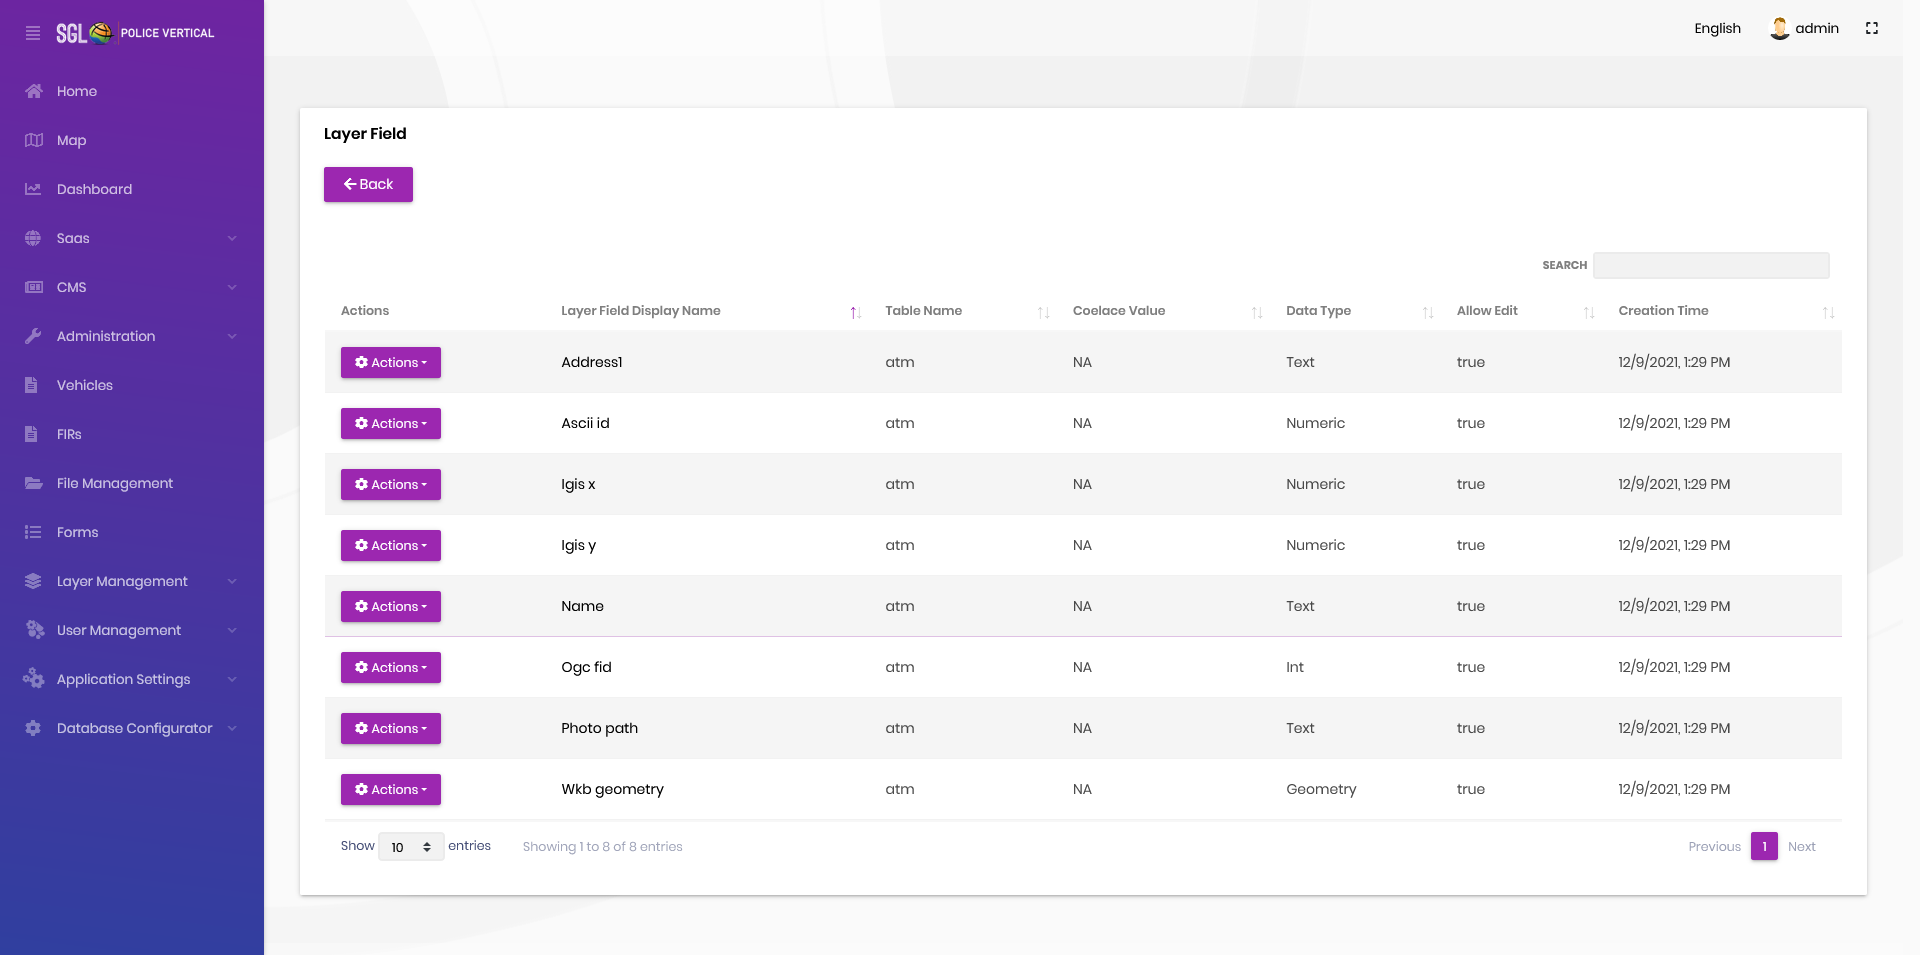 SGL POLICE VERTICAL
English admin
Home
Map
Dashboard
Saas
CMS
Administration
Vehicles
FIRs
File Management
Forms
Layer Management
User Management
Application Settings
Database Configurator
Layer Field
Back
SEARCH
Actions Layer Field Display Name Table Name Coelace Value Data Type Allow Edit Creation Time
Actions Address1 atm NA Text true 12/9/2021, 1:29 PM
Actions Ascii id atm NA Numeric true 12/9/2021, 1:29 PM
Actions Igis x atm NA Numeric true 12/9/2021, 1:29 PM
Actions Igis y atm NA Numeric true 12/9/2021, 1:29 PM
Actions Name atm NA Text true 12/9/2021, 1:29 PM
Actions Ogc fid atm NA Int true 12/9/2021, 1:29 PM
Actions Photo path atm NA Text true 12/9/2021, 1:29 PM
Actions Wkb geometry atm NA Geometry true 12/9/2021, 1:29 PM
Show 10 entries Showing 1 to 8 of 8 entries Previous 1 Next